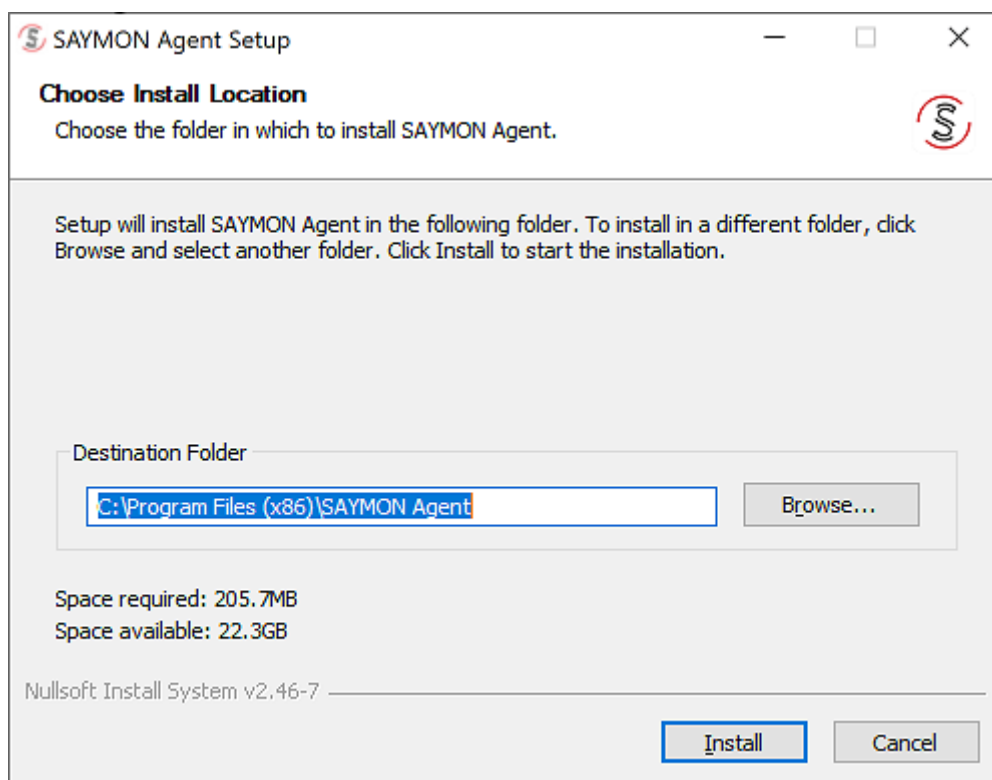 SAYMON Agent Setup
Choose Install Location
Choose the folder in which to install SAYMON Agent.
Setup will install SAYMON Agent in the following folder. To install in a different folder, click
Browse and select another folder. Click Install to start the installation.
Destination Folder
C:\Program Files (x86)\SAYMON Agent
Browse...
Space required: 205.7MB
Space available: 22.3GB
Nullsoft Install System v2.46-7
Install
Cancel